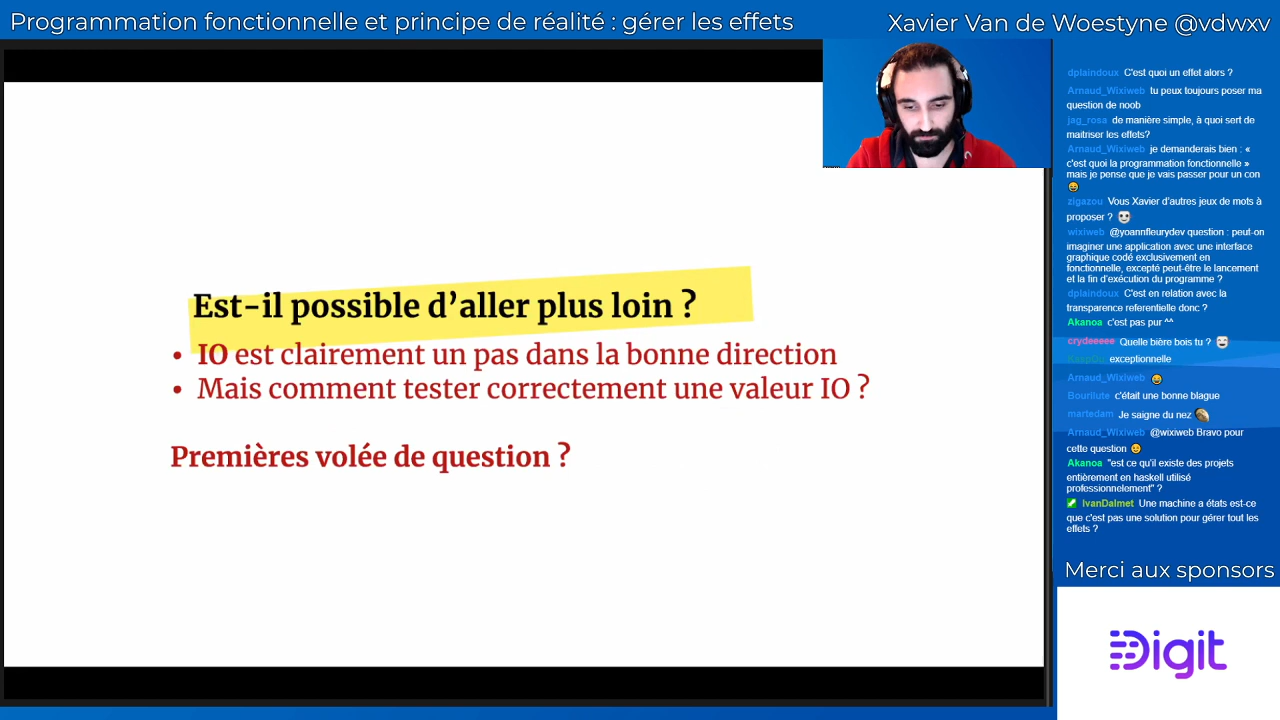 Programmation fonctionnelle et principe de réalité : gérer les effets
Xavier Van de Woestyne @vdwxv
Est-il possible d’aller plus loin ?
• IO est clairement un pas dans la bonne direction
• Mais comment tester correctement une valeur IO ?
Premières volée de question ?
dplaindoux C'est quoi un effet alors ?
Arnaud_Wixiweb tu peux toujours poser ma
question de noob
jag_rosa de manière simple, à quoi sert de
maitriser les effets?
Arnaud_Wixiweb je demanderais bien : «
c'est quoi la programmation fonctionnelle »
mais je pense que je vais passer pour un con
zigazou Vous Xavier d'autres jeux de mots à
proposer ?
wixiweb @yoannfleurydev question : peut-on
imaginer une application avec une interface
graphique codé exclusivement en
fonctionnelle, excepté peut-être le lancement
et la fin d'exécution du programme ?
dplaindoux C'est en relation avec la
transparence referentielle donc ?
Akanoa c'est pas pur ^^
crydeeeee Quelle bière bois tu ?
exceptionnelle
Arnaud_Wixiweb
Bourilute c'était une bonne blague
martedam Je saigne du nez
Arnaud_Wixiweb @wixiweb Bravo pour
cette question
Akanoa "est ce qu'il existe des projets
entièrement en haskell utilisé
professionnelement" ?
IvanDalmet Une machine a états est-ce
que c'est pas une solution pour gérer tout les
effets ?
Merci aux sponsors
Digit